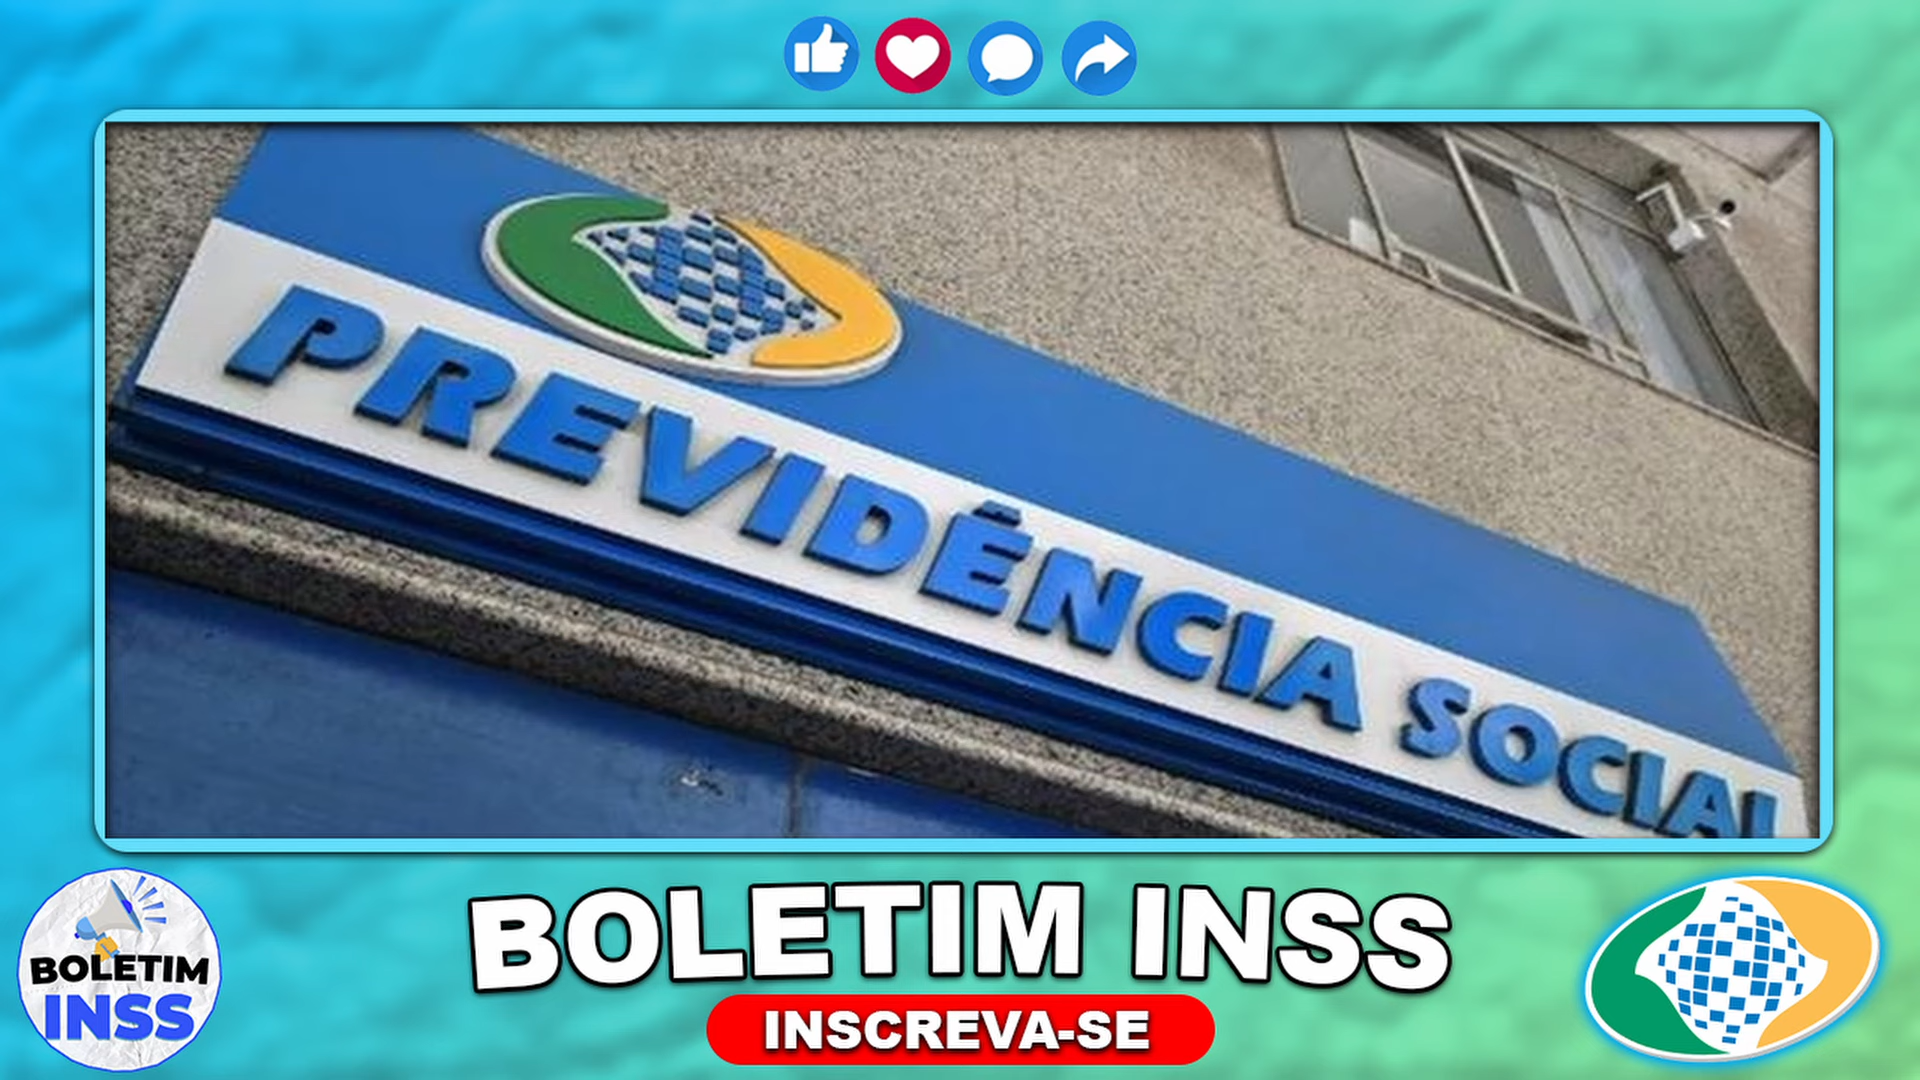 PREVIDÊNCIA SOCIAL
BOLETIM INSS
INSCREVA-SE
BOLETIM
INSS